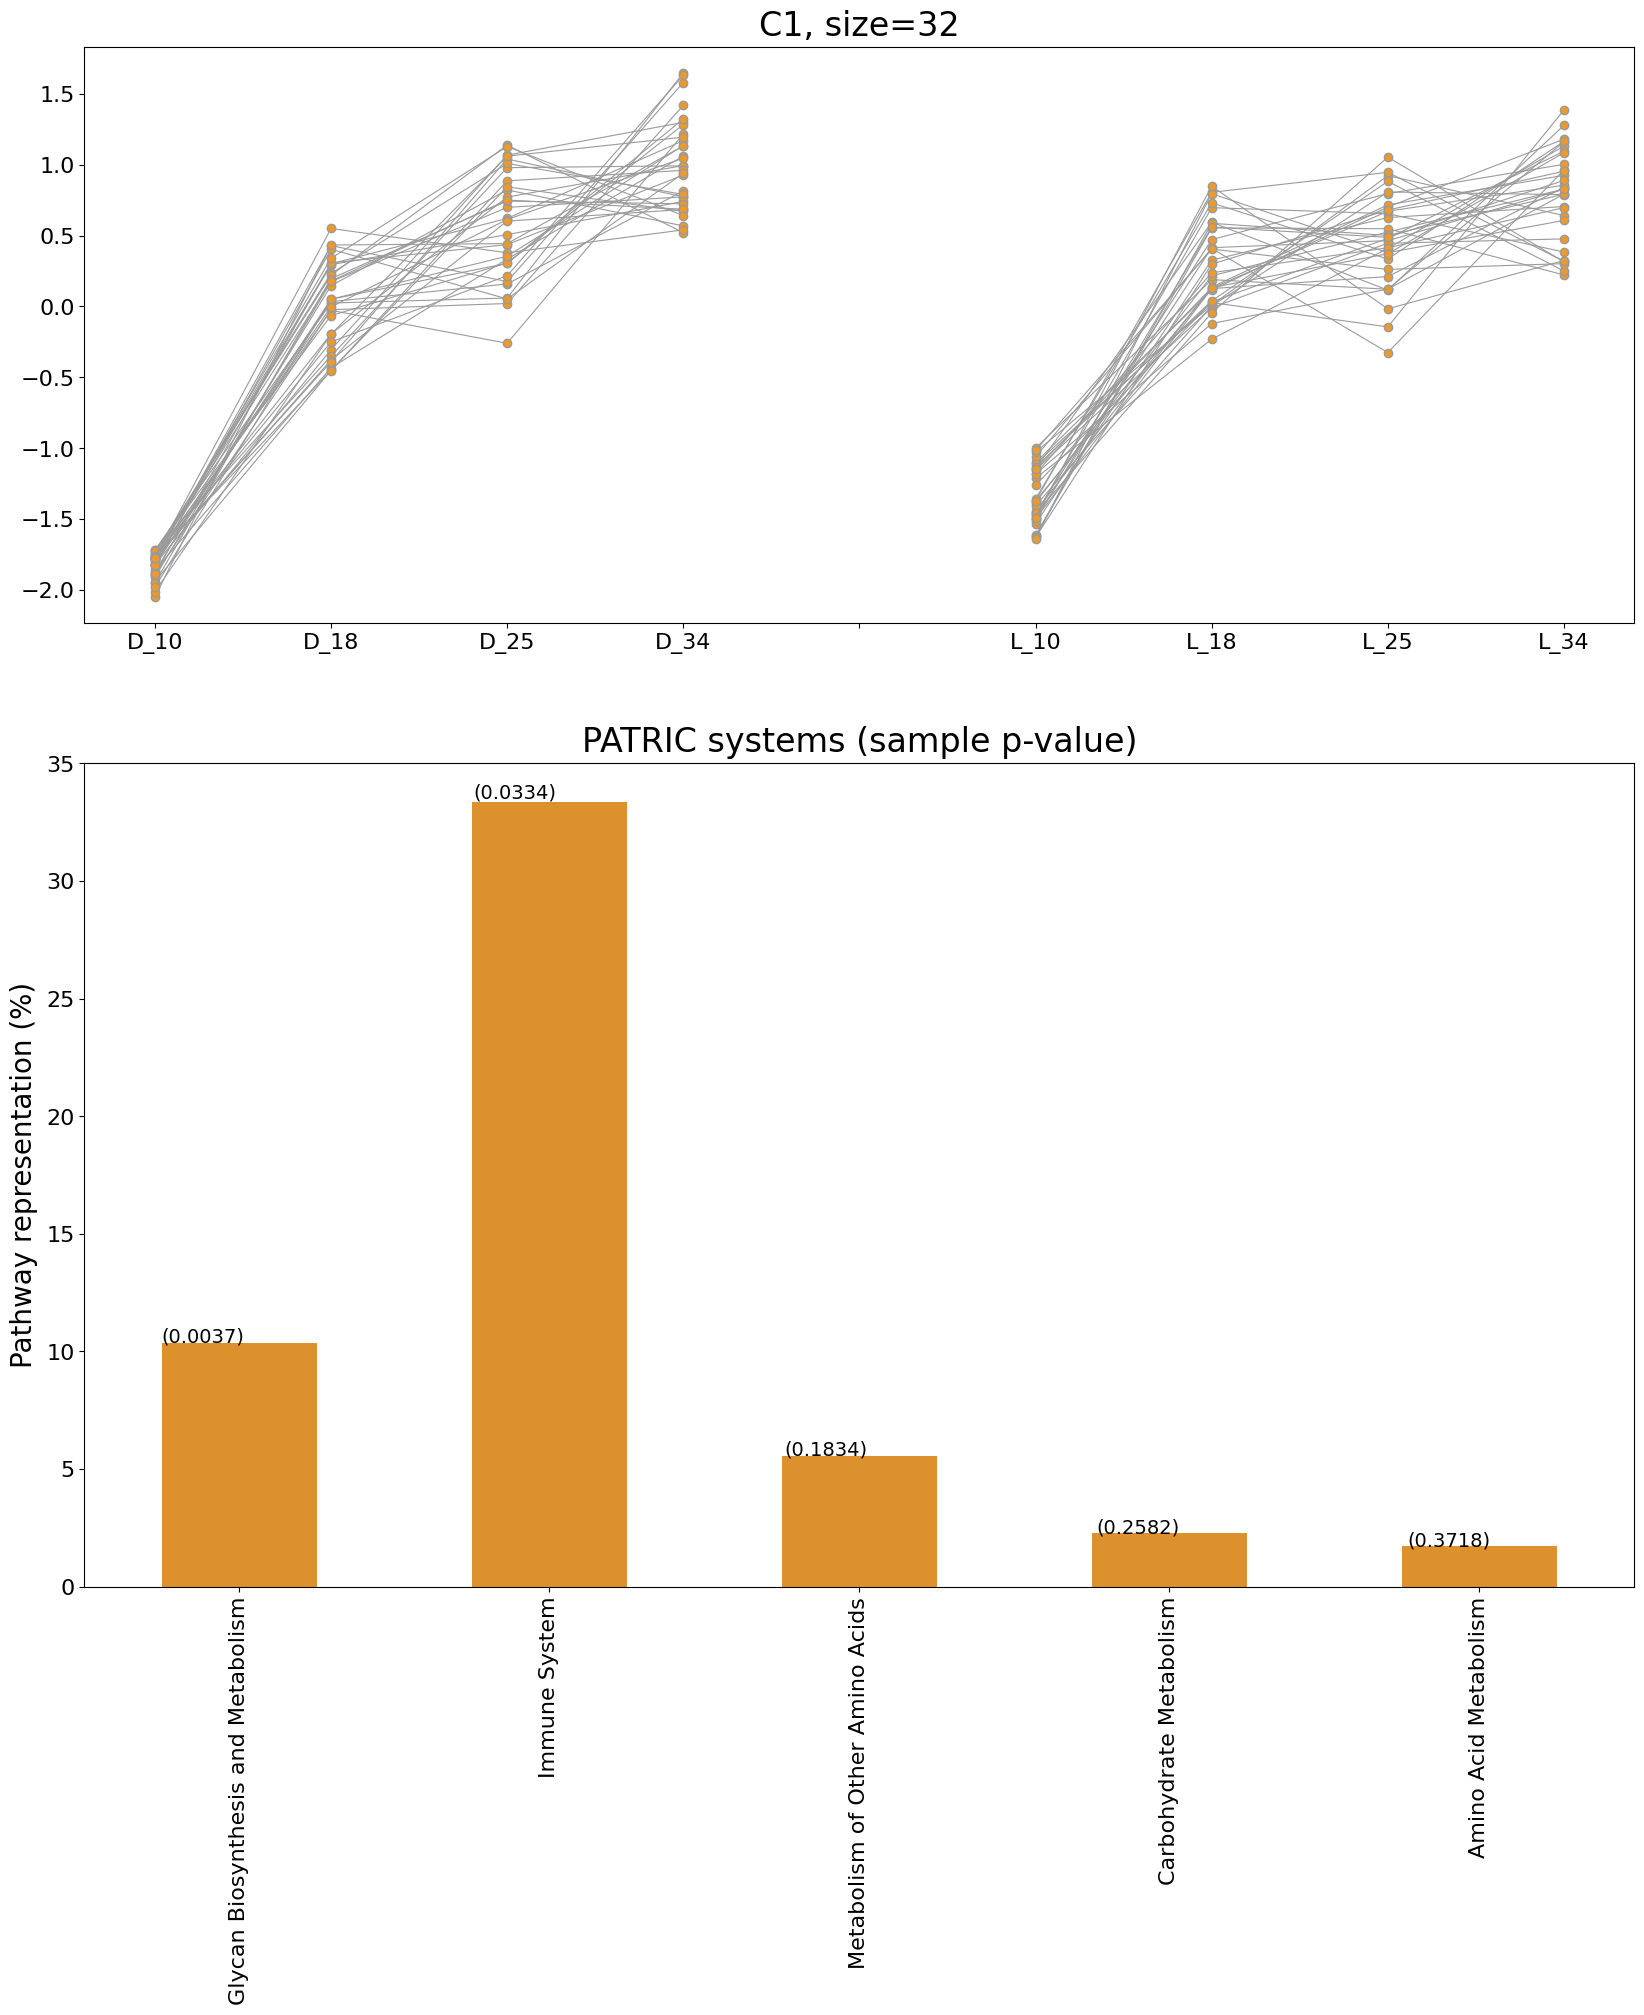 C1, size=32
1.5
1.0
0.5
0.0
−0.5
−1.0
−1.5
−2.0
D_10 D_18 D_25 D_34 L_10 L_18 L_25 L_34
PATRIC systems (sample p-value)
Pathway representation (%)
35
30
25
20
15
10
5
0
(0.0037)
(0.0334)
(0.1834)
(0.2582)
(0.3718)
Glycan Biosynthesis and Metabolism
Immune System
Metabolism of Other Amino Acids
Carbohydrate Metabolism
Amino Acid Metabolism